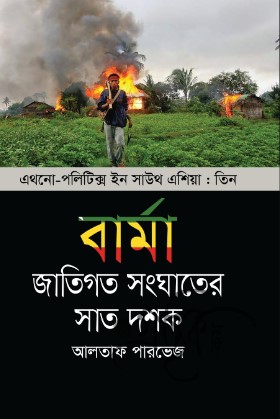 এথনো-পলিটিক্স ইন সাউথ এশিয়া : তিন
বার্মা
জাতিগত সংঘাতের
সাত দশক
আলতাফ পারভেজ